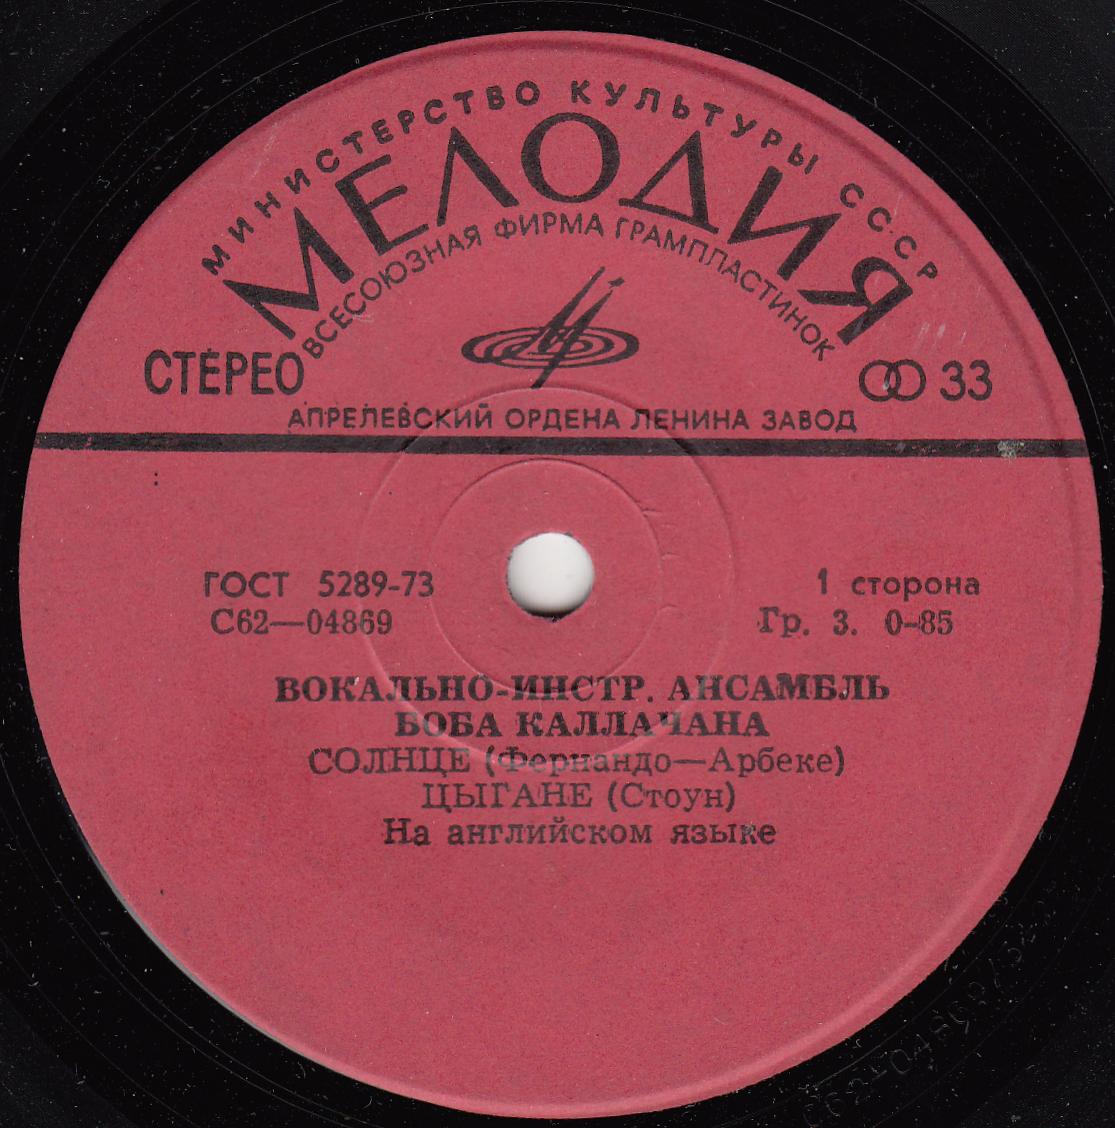 МИНИСТЕРСТВО КУЛЬТУРЫ СССР
МЕЛОДИЯ
ВСЕСОЮЗНАЯ ФИРМА ГРАМПЛАСТИНОК
СТЕРЕО
33
АПРЕЛЕВСКИЙ ОРДЕНА ЛЕНИНА ЗАВОД
ГОСТ 5289-73
1 сторона
С62—04869
Гр. 3. 0-85
ВОКАЛЬНО-ИНСТР. АНСАМБЛЬ
БОБА КАЛЛАЧАНА
СОЛНЦЕ (Фернандо—Арбеке)
ЦЫГАНЕ (Стоун)
На английском языке